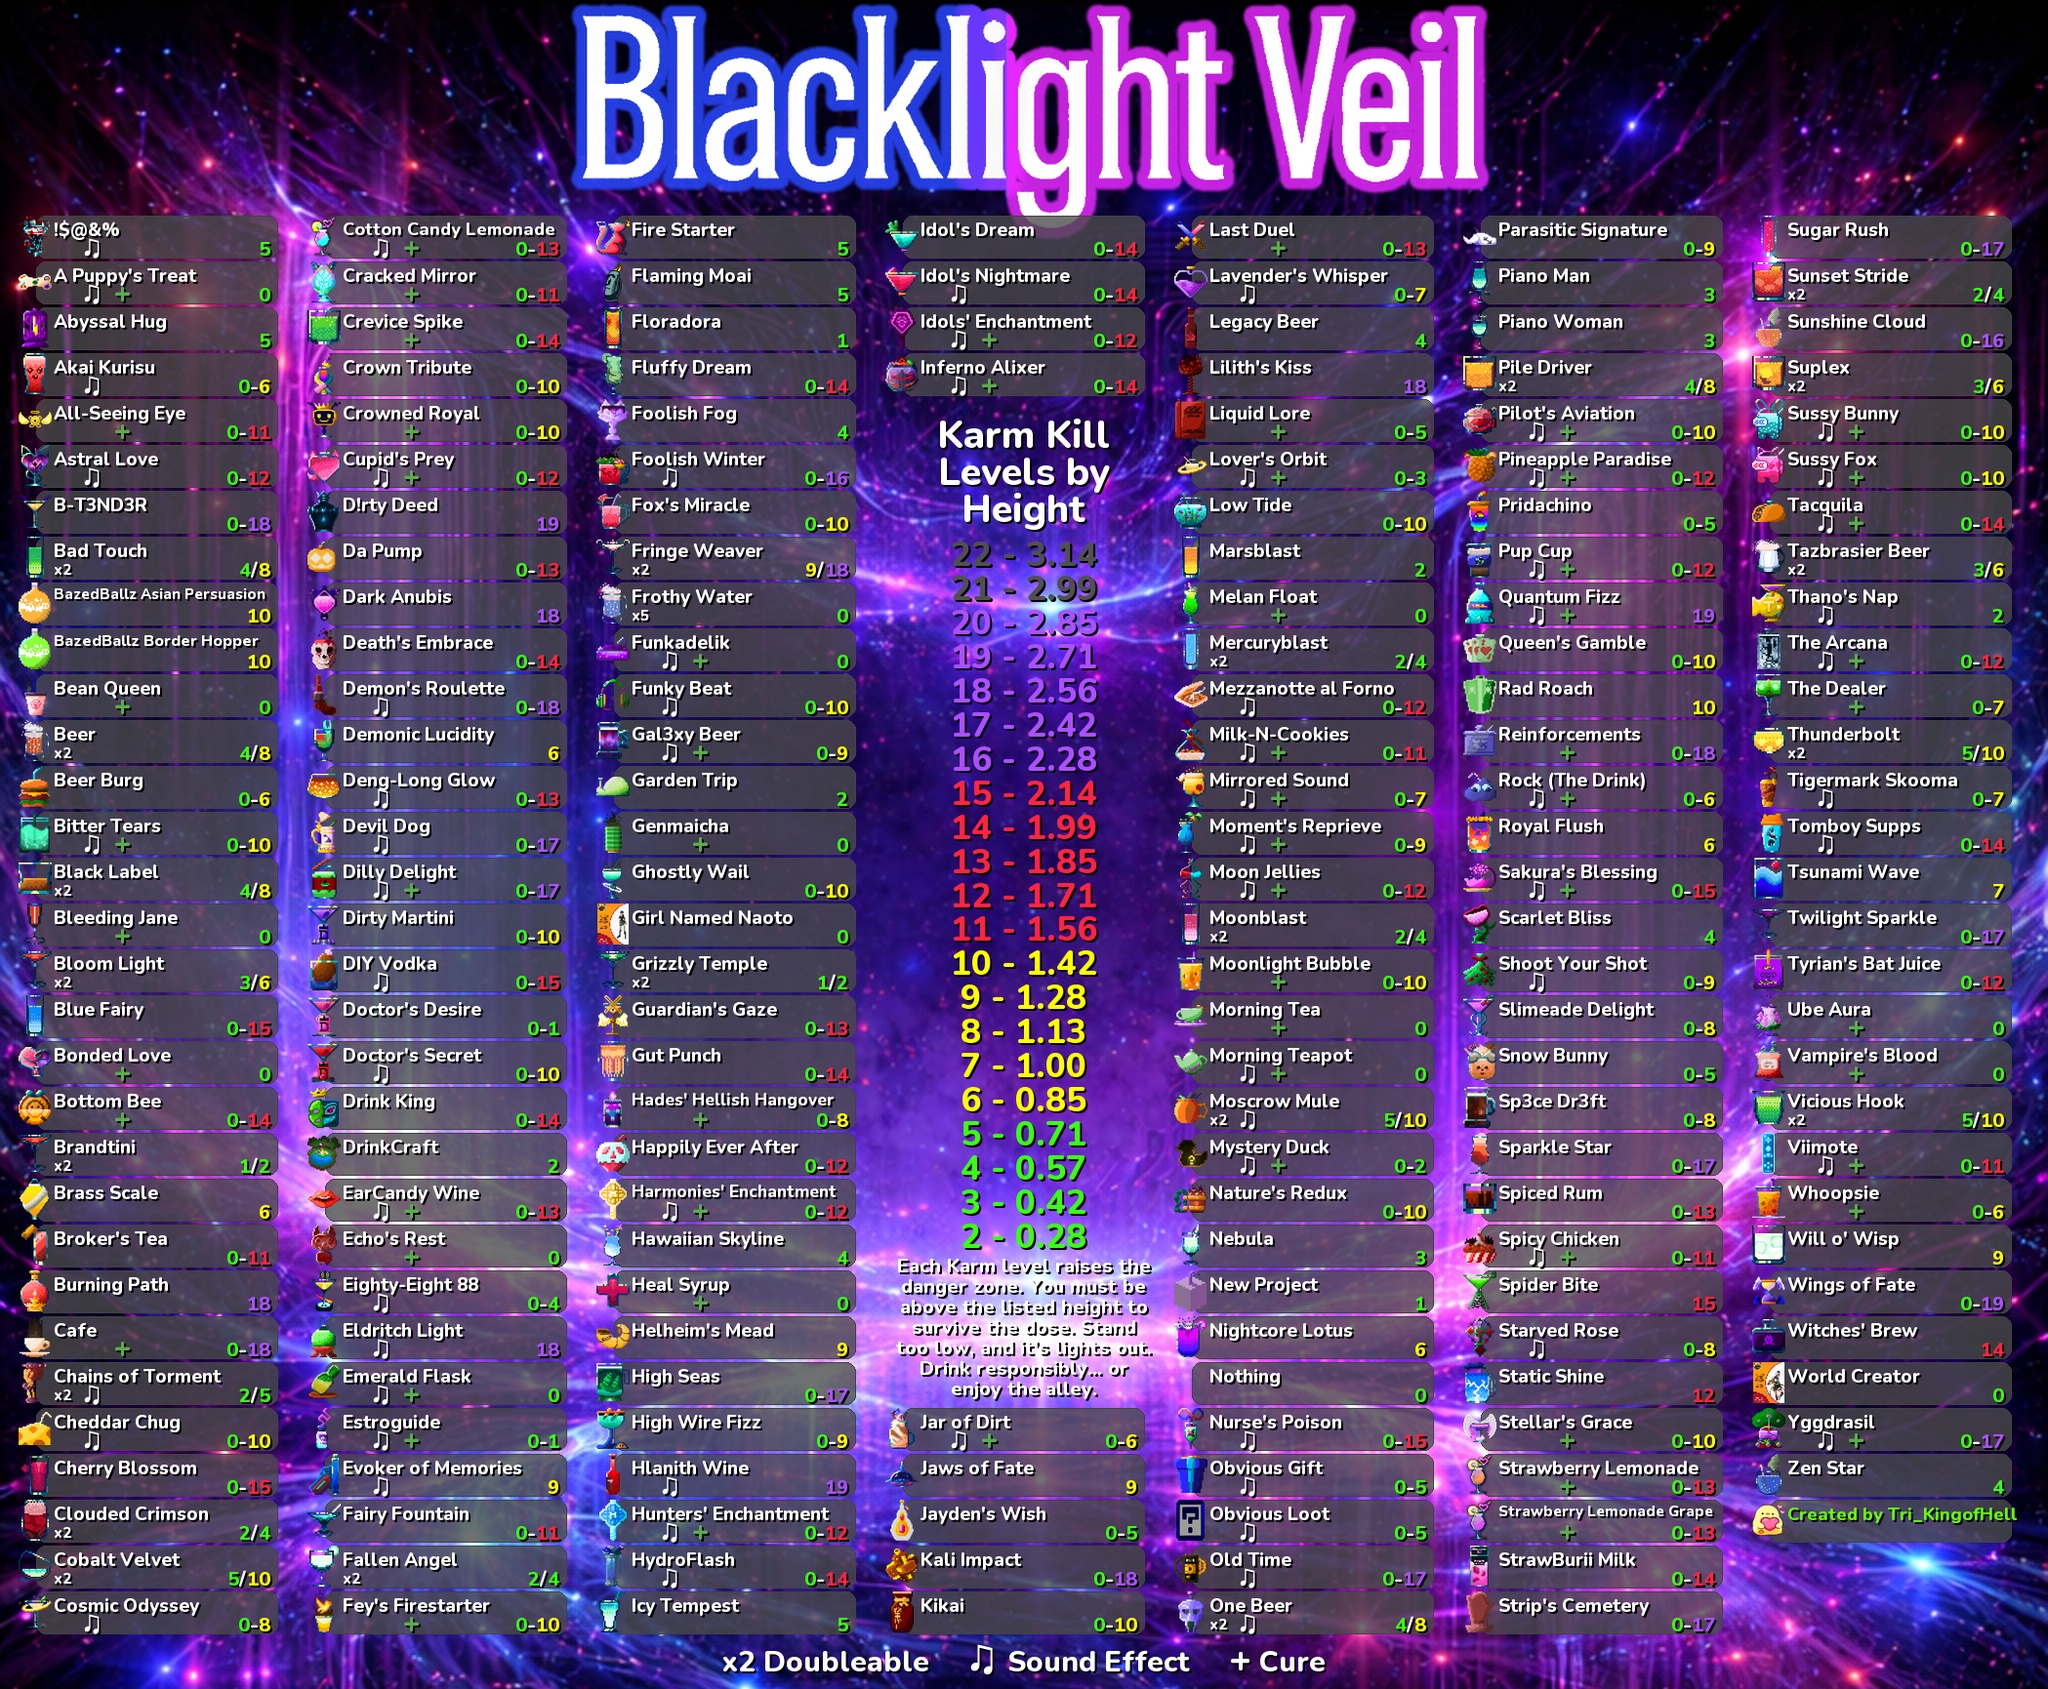 Blacklight Veil
!$@&%
♫
5
A Puppy's Treat
♫ +
0
Abyssal Hug
5
Akai Kurisu
♫
0-6
All-Seeing Eye
+
0-11
Astral Love
♫
0-12
B-T3ND3R
0-18
Bad Touch
x2
4/8
BazedBallz Asian Persuasion
10
BazedBallz Border Hopper
10
Bean Queen
+
0
Beer
x2
4/8
Beer Burg
0-6
Bitter Tears
♫ +
0-10
Black Label
x2
4/8
Bleeding Jane
+
0
Bloom Light
x2
3/6
Blue Fairy
0-15
Bonded Love
+
0
Bottom Bee
+
0-14
Brandtini
x2
1/2
Brass Scale
6
Broker's Tea
0-11
Burning Path
18
Cafe
+
0-18
Chains of Torment
x2 ♫
2/5
Cheddar Chug
♫
0-10
Cherry Blossom
0-15
Clouded Crimson
x2
2/4
Cobalt Velvet
x2
5/10
Cosmic Odyssey
♫
0-8
Cotton Candy Lemonade
♫ +
0-13
Cracked Mirror
+
0-11
Crevice Spike
+
0-14
Crown Tribute
0-10
Crowned Royal
+
0-10
Cupid's Prey
♫ +
0-12
D!rty Deed
19
Da Pump
0-13
Dark Anubis
18
Death's Embrace
0-14
Demon's Roulette
♫
0-18
Demonic Lucidity
6
Deng-Long Glow
♫
0-13
Devil Dog
♫
0-17
Dilly Delight
♫ +
0-17
Dirty Martini
0-10
DIY Vodka
♫
0-15
Doctor's Desire
0-1
Doctor's Secret
♫
0-10
Drink King
0-14
DrinkCraft
2
EarCandy Wine
♫ +
0-13
Echo's Rest
+
0
Eighty-Eight 88
♫
0-4
Eldritch Light
♫
18
Emerald Flask
♫ +
0
Estroguide
♫ +
0-1
Evoker of Memories
♫
9
Fairy Fountain
0-11
Fallen Angel
x2
2/4
Fey's Firestarter
+
0-10
Fire Starter
5
Flaming Moai
5
Floradora
1
Fluffy Dream
0-14
Foolish Fog
4
Foolish Winter
♫
0-16
Fox's Miracle
0-10
Fringe Weaver
x2
9/18
Frothy Water
x5
0
Funkadelik
♫ +
0
Funky Beat
♫
0-10
Gal3xy Beer
♫ +
0-9
Garden Trip
2
Genmaicha
+
0
Ghostly Wail
0-10
Girl Named Naoto
0
Grizzly Temple
x2
1/2
Guardian's Gaze
0-13
Gut Punch
0-14
Hades' Hellish Hangover
+
0-8
Happily Ever After
0-12
Harmonies' Enchantment
♫ +
0-12
Hawaiian Skyline
4
Heal Syrup
+
0
Helheim's Mead
9
High Seas
0-17
High Wire Fizz
0-9
Hlanith Wine
♫
19
Hunters' Enchantment
♫ +
0-12
HydroFlash
♫
0-14
Icy Tempest
5
Idol's Dream
0-14
Idol's Nightmare
♫
0-14
Idols' Enchantment
♫ +
0-12
Inferno Alixer
♫ +
0-14
Karm Kill
Levels by
Height
22 - 3.14
21 - 2.99
20 - 2.85
19 - 2.71
18 - 2.56
17 - 2.42
16 - 2.28
15 - 2.14
14 - 1.99
13 - 1.85
12 - 1.71
11 - 1.56
10 - 1.42
9 - 1.28
8 - 1.13
7 - 1.00
6 - 0.85
5 - 0.71
4 - 0.57
3 - 0.42
2 - 0.28
Each Karm level raises the
danger zone. You must be
above the listed height to
survive the dose. Stand
too low, and it's lights out.
Drink responsibly... or
enjoy the alley.
Jar of Dirt
♫ +
0-6
Jaws of Fate
9
Jayden's Wish
0-5
Kali Impact
0-18
Kikai
0-10
Last Duel
+
0-13
Lavender's Whisper
♫
0-7
Legacy Beer
4
Lilith's Kiss
18
Liquid Lore
+
0-5
Lover's Orbit
♫ +
0-3
Low Tide
0-10
Marsblast
2
Melan Float
0
Mercuryblast
x2
2/4
Mezzanotte al Forno
♫
0-12
Milk-N-Cookies
♫ +
0-11
Mirrored Sound
♫ +
0-7
Moment's Reprieve
♫ +
0-9
Moon Jellies
♫ +
0-12
Moonblast
x2
2/4
Moonlight Bubble
+
0-10
Morning Tea
+
0
Morning Teapot
♫ +
0
Moscrow Mule
x2 ♫
5/10
Mystery Duck
♫ +
0-2
Nature's Redux
0-10
Nebula
3
New Project
1
Nightcore Lotus
6
Nothing
0
Nurse's Poison
♫
0-15
Obvious Gift
♫
0-5
Obvious Loot
♫
0-5
Old Time
♫
0-17
One Beer
x2 ♫
4/8
Parasitic Signature
0-9
Piano Man
3
Piano Woman
3
Pile Driver
x2
4/8
Pilot's Aviation
♫ +
0-10
Pineapple Paradise
♫ +
0-12
Pridachino
0-5
Pup Cup
♫ +
0-12
Quantum Fizz
♫ +
19
Queen's Gamble
0-10
Rad Roach
10
Reinforcements
+
0-18
Rock (The Drink)
♫ +
0-6
Royal Flush
6
Sakura's Blessing
♫ +
0-15
Scarlet Bliss
4
Shoot Your Shot
♫
0-9
Slimeade Delight
0-8
Snow Bunny
0-5
Sp3ce Dr3ft
0-8
Sparkle Star
0-17
Spiced Rum
0-13
Spicy Chicken
♫ +
0-11
Spider Bite
15
Starved Rose
♫
0-8
Static Shine
12
Stellar's Grace
+
0-10
Strawberry Lemonade
+
0-13
Strawberry Lemonade Grape
+
0-13
StrawBurii Milk
0-14
Strip's Cemetery
0-17
Sugar Rush
0-17
Sunset Stride
x2
2/4
Sunshine Cloud
0-16
Suplex
x2
3/6
Sussy Bunny
♫ +
0-10
Sussy Fox
♫ +
0-10
Tacquila
♫ +
0-14
Tazbrasier Beer
x2
3/6
Thano's Nap
2
The Arcana
♫ +
0-12
The Dealer
+
0-7
Thunderbolt
x2
5/10
Tigermark Skooma
♫
0-7
Tomboy Supps
♫
0-14
Tsunami Wave
7
Twilight Sparkle
0-17
Tyrian's Bat Juice
0-12
Ube Aura
+
0
Vampire's Blood
+
0
Vicious Hook
x2
5/10
Viimote
♫ +
0-11
Whoopsie
+
0-6
Will o' Wisp
9
Wings of Fate
0-19
Witches' Brew
14
World Creator
0
Yggdrasil
♫ +
0-17
Zen Star
4
Created by Tri_KingofHell
x2 Doubleable ♫ Sound Effect + Cure